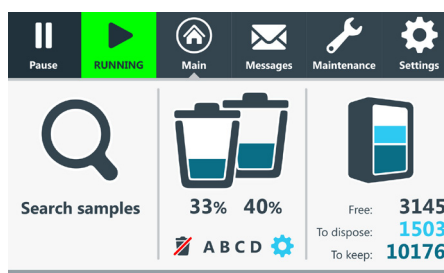 Pause RUNNING Main Messages Maintenance Settings
Search samples
33% 40%
A B C D
Free: 3145
To dispose: 1503
To keep: 10176